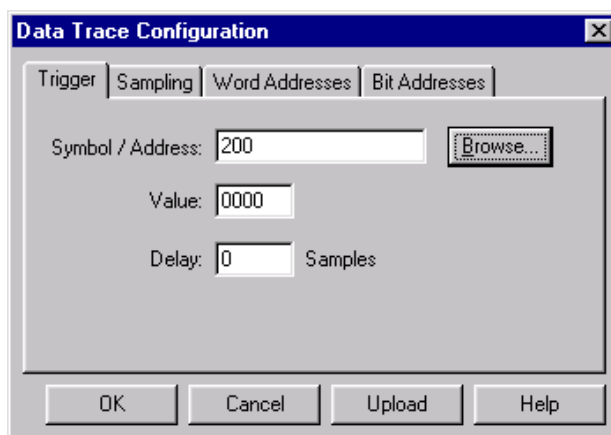 Data Trace Configuration
Trigger Sampling Word Addresses Bit Addresses
Symbol / Address: 200 Browse...
Value: 0000
Delay: 0 Samples
OK Cancel Upload Help